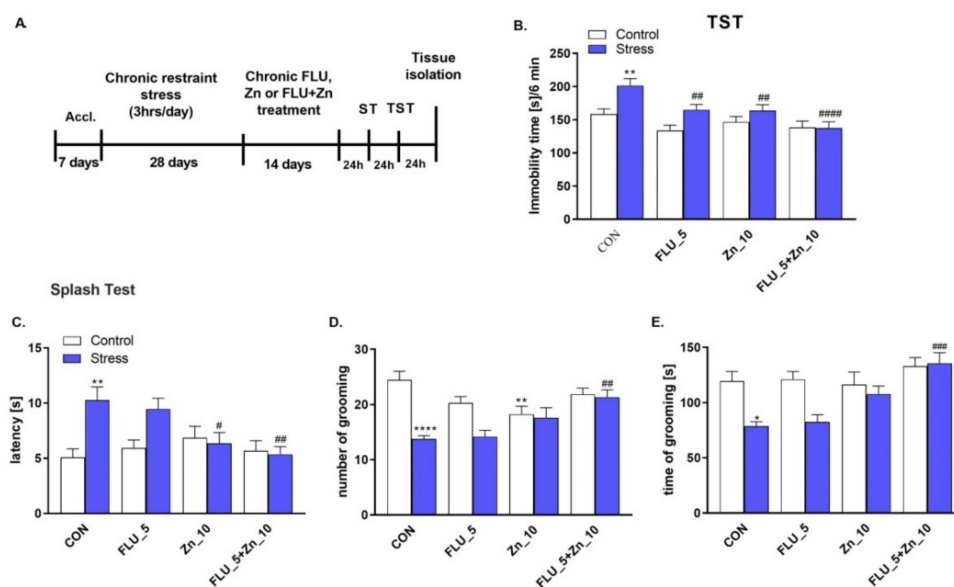 A.
Accl.
Chronic restraint
stress
(3hrs/day)
Chronic FLU,
Zn or FLU+Zn
treatment
ST
TST
Tissue
isolation
7 days
28 days
14 days
24h
24h
24h
B.
TST
Control
Stress
Immobility time [s]/6 min
250
200
150
100
50
0
**
##
##
####
CON
FLU_5
Zn_10
FLU_5+Zn_10
Splash Test
C.
Control
Stress
latency [s]
15
10
5
0
**
#
##
CON
FLU_5
Zn_10
FLU_5+Zn_10
D.
number of grooming
30
20
10
0
****
**
##
CON
FLU_5
Zn_10
FLU_5+Zn_10
E.
time of grooming [s]
150
100
50
0
*
###
CON
FLU_5
Zn_10
FLU_5+Zn_10